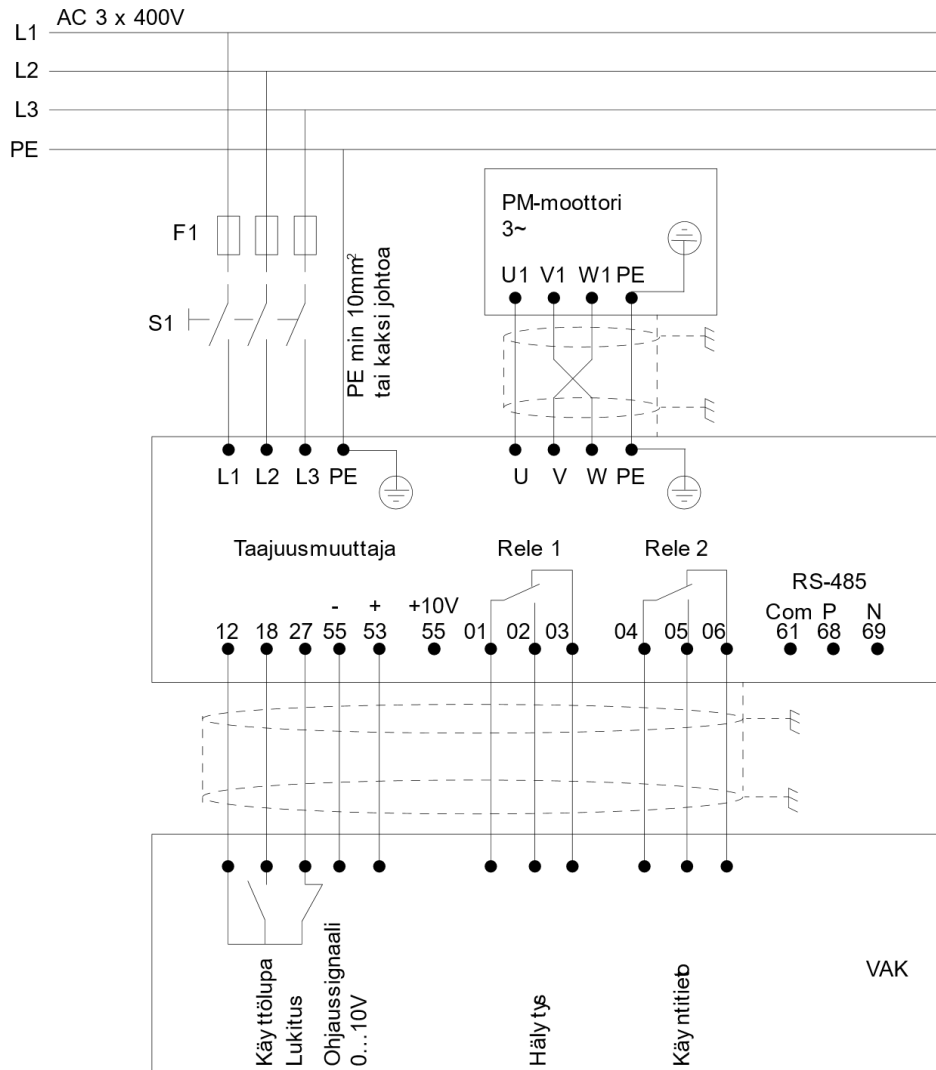 AC 3 x 400V
L1
L2
L3
PE
PM-moottori
3~
U1 V1 W1 PE
F1
S1
PE min 10mm²
tai kaksi johtoa
L1 L2 L3 PE
U V W PE
Taajuusmuuttaja
Rele 1
Rele 2
RS-485
- + +10V
Com P N
12 18 27 55 53 55 01 02 03 04 05 06 61 68 69
Käyttölupa
Lukitus
Ohjaussignaali
0...10V
Hälytys
Käyntitieto
VAK